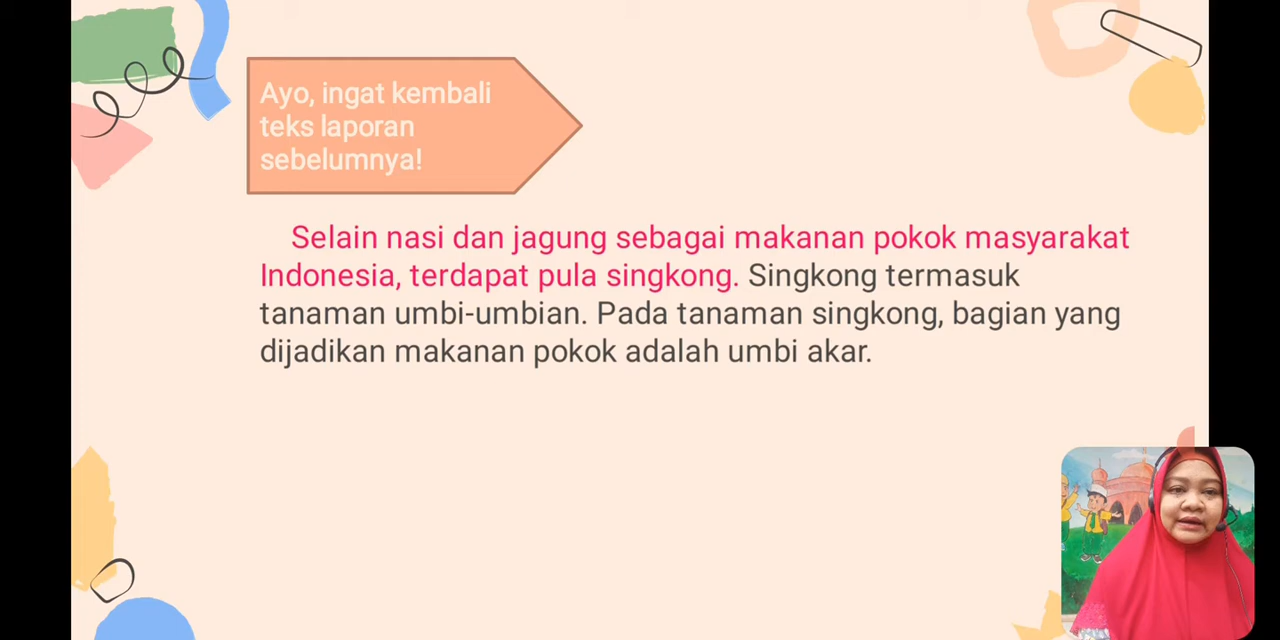 Ayo, ingat kembali
teks laporan
sebelumnya!
Selain nasi dan jagung sebagai makanan pokok masyarakat
Indonesia, terdapat pula singkong. Singkong termasuk
tanaman umbi-umbian. Pada tanaman singkong, bagian yang
dijadikan makanan pokok adalah umbi akar.